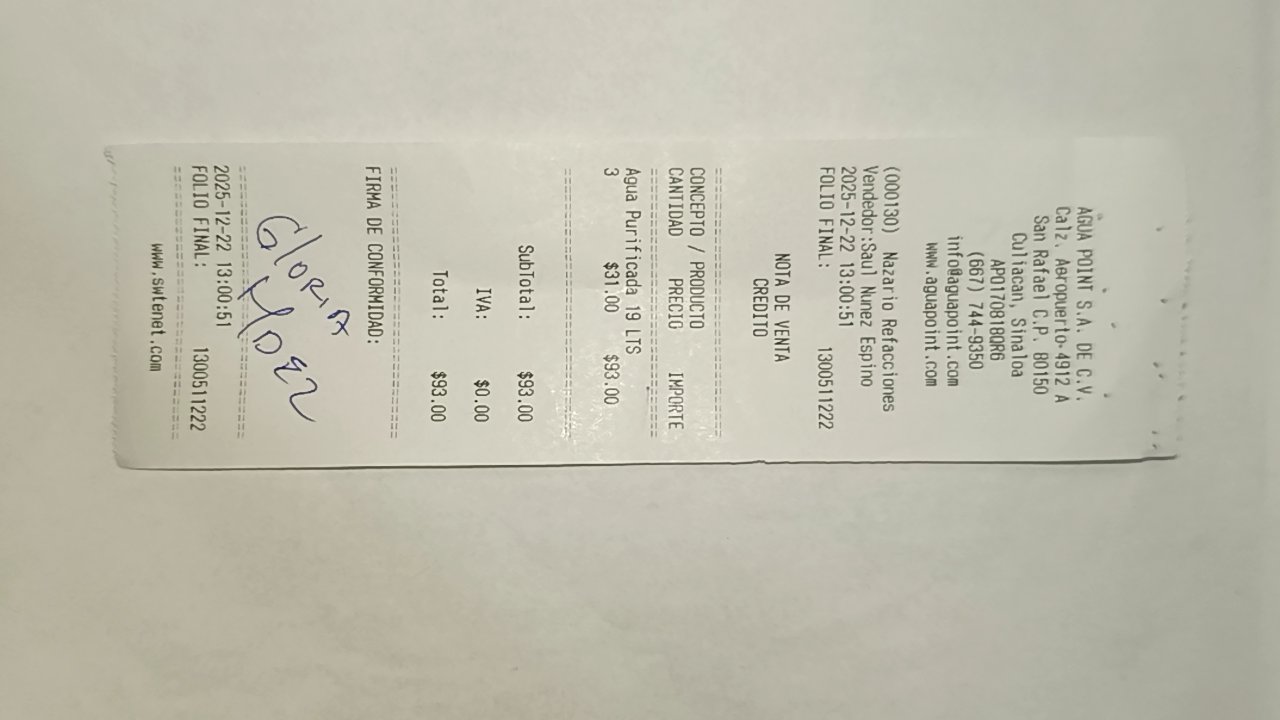 AGUA POINT S.A. DE C.V.
Calz. Aeropuerto 4912 A
San Rafael C.P. 80150
Culiacan, Sinaloa
APO170818QR6
(667) 744-9350
info@aguapoint.com
www.aguapoint.com
(000130) Nazario Refacciones
Vendedor:Saul Nunez Espino
2025-12-22 13:00:51
FOLIO FINAL: 1300511222
NOTA DE VENTA
CREDITO
CONCEPTO / PRODUCTO
CANTIDAD PRECIO IMPORTE
Agua Purificada 19 LTS
3 $31.00 $93.00
SubTotal: $93.00
IVA: $0.00
Total: $93.00
FIRMA DE CONFORMIDAD:
GloRiA
2025-12-22 13:00:51
FOLIO FINAL: 1300511222
www.swtenet.com